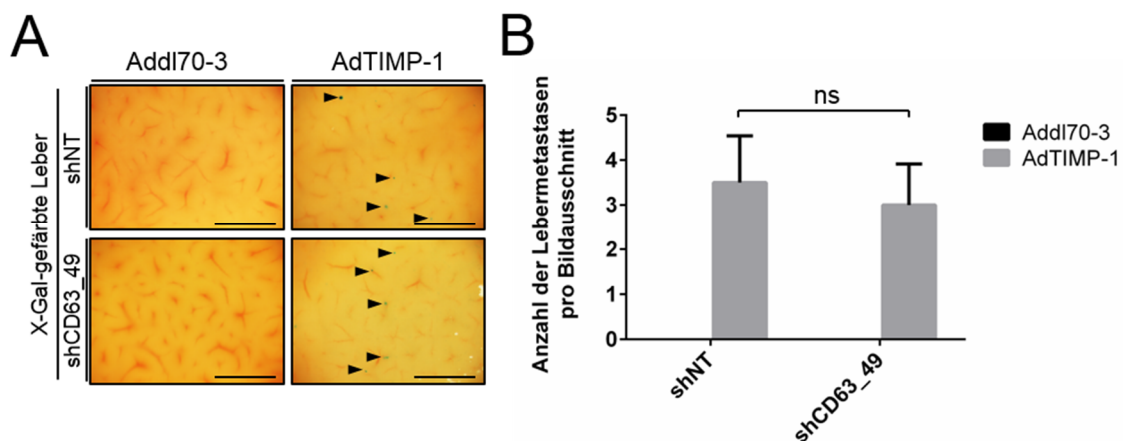 A
Addl70-3
AdTIMP-1
X-Gal-gefärbte Leber
shNT
shCD63_49
B
Anzahl der Lebermetastasen
pro Bildausschnitt
5
4
3
2
1
0
ns
shNT
shCD63_49
Addl70-3
AdTIMP-1